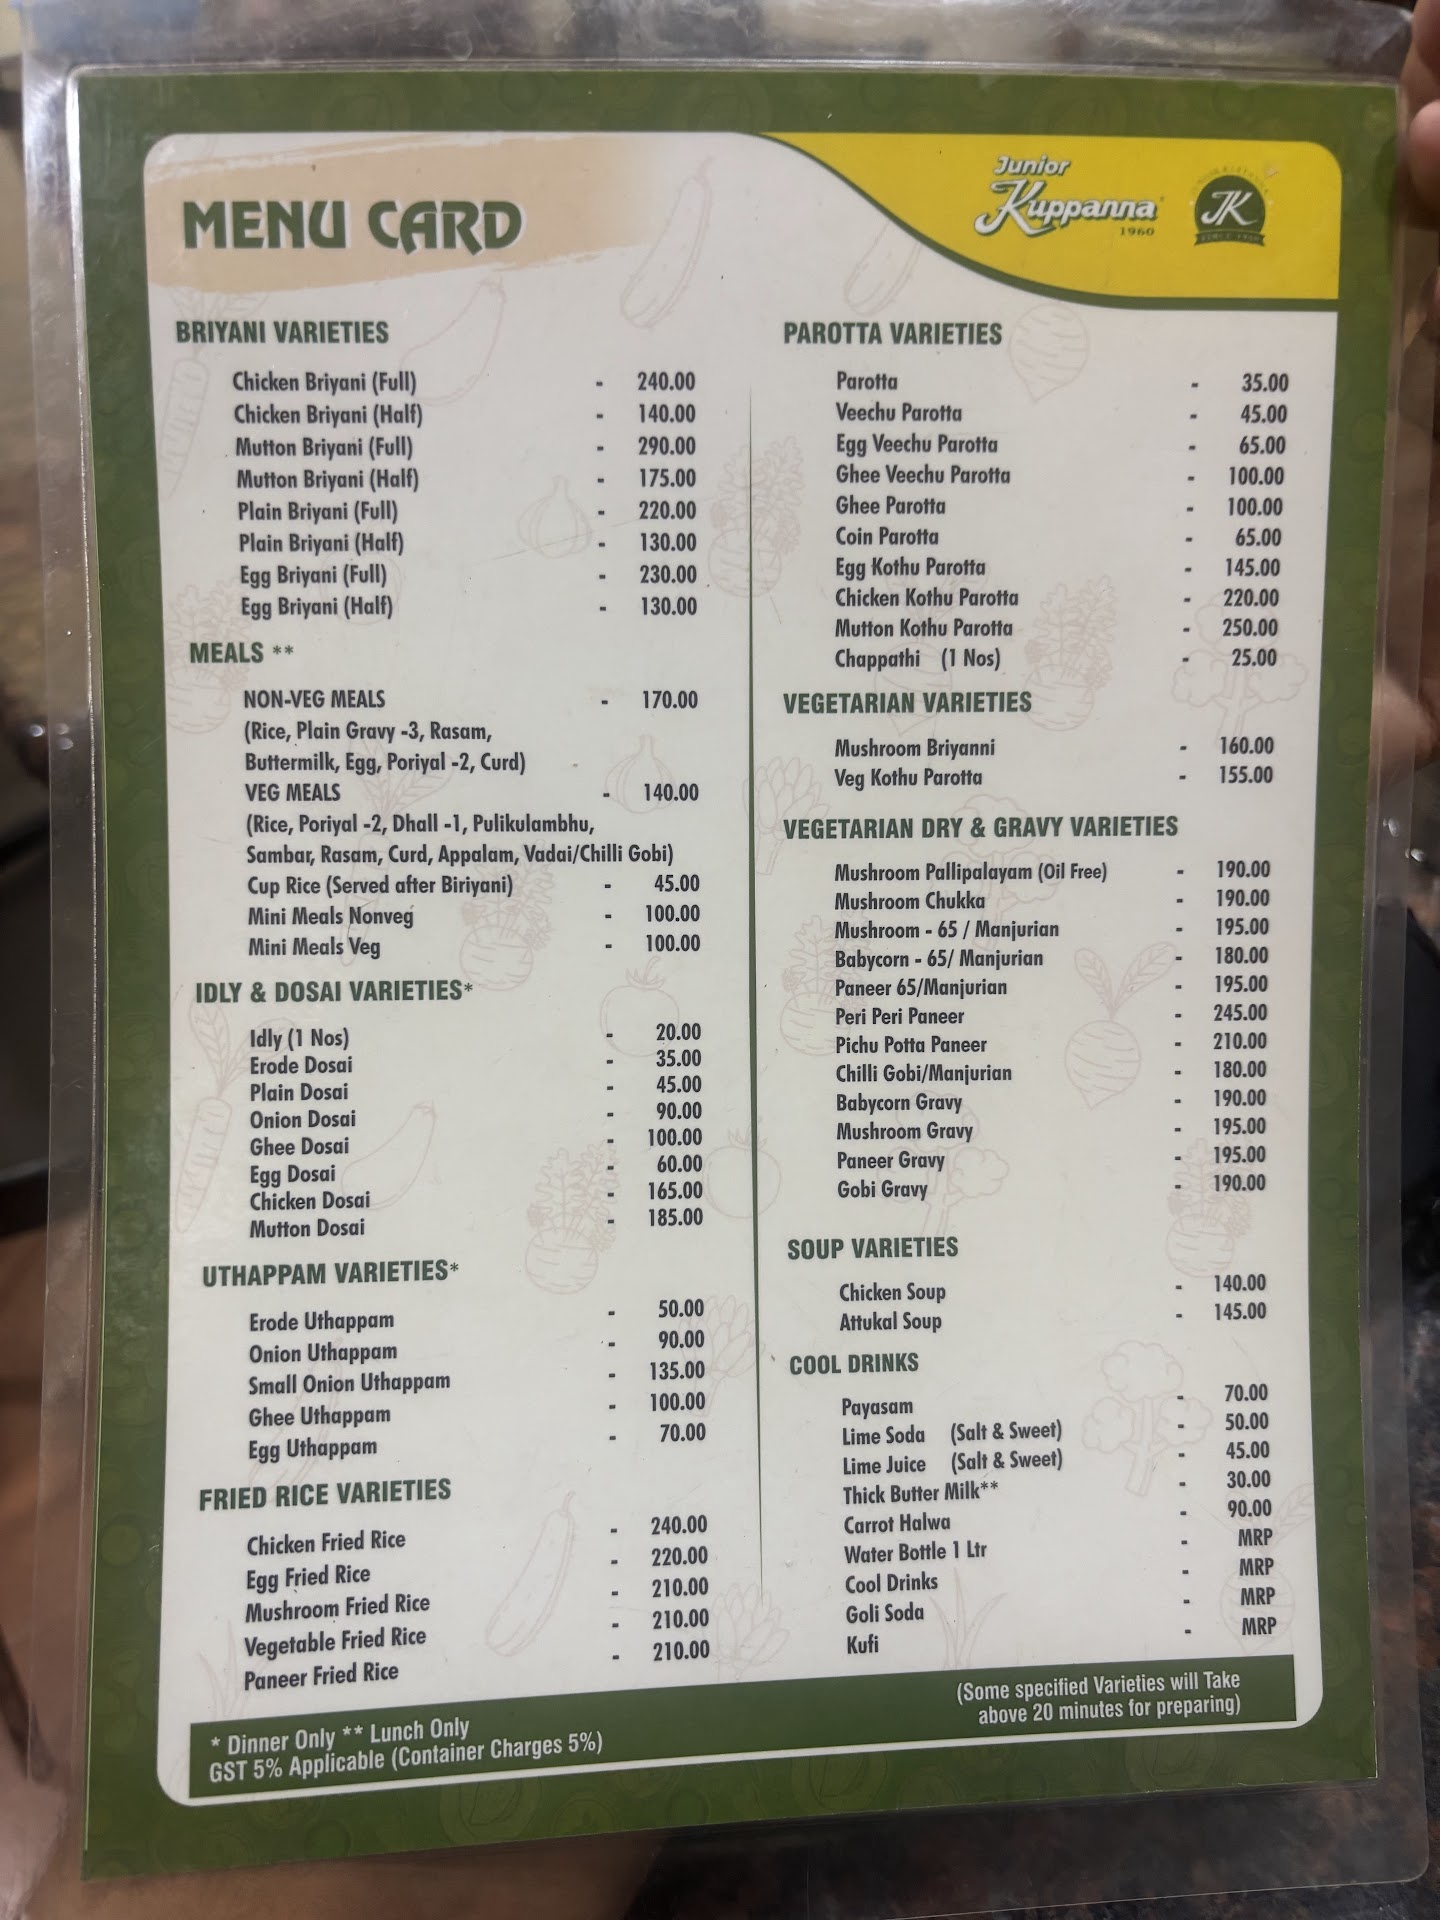 MENU CARD
Junior
Kuppanna
1960
JK
BRIYANI VARIETIES
Chicken Briyani (Full) - 240.00
Chicken Briyani (Half) - 140.00
Mutton Briyani (Full) - 290.00
Mutton Briyani (Half) - 175.00
Plain Briyani (Full) - 220.00
Plain Briyani (Half) - 130.00
Egg Briyani (Full) - 230.00
Egg Briyani (Half) - 130.00
MEALS **
NON-VEG MEALS - 170.00
(Rice, Plain Gravy -3, Rasam,
Buttermilk, Egg, Poriyal -2, Curd)
VEG MEALS - 140.00
(Rice, Poriyal -2, Dhall -1, Pulikulambhu,
Sambar, Rasam, Curd, Appalam, Vadai/Chilli Gobi)
Cup Rice (Served after Biriyani) - 45.00
Mini Meals Nonveg - 100.00
Mini Meals Veg - 100.00
IDLY & DOSAI VARIETIES*
Idly (1 Nos) - 20.00
Erode Dosai - 35.00
Plain Dosai - 45.00
Onion Dosai - 90.00
Ghee Dosai - 100.00
Egg Dosai - 60.00
Chicken Dosai - 165.00
Mutton Dosai - 185.00
UTHAPPAM VARIETIES*
Erode Uthappam - 50.00
Onion Uthappam - 90.00
Small Onion Uthappam - 135.00
Ghee Uthappam - 100.00
Egg Uthappam - 70.00
FRIED RICE VARIETIES
Chicken Fried Rice - 240.00
Egg Fried Rice - 220.00
Mushroom Fried Rice - 210.00
Vegetable Fried Rice - 210.00
Paneer Fried Rice - 210.00
PAROTTA VARIETIES
Parotta - 35.00
Veechu Parotta - 45.00
Egg Veechu Parotta - 65.00
Ghee Veechu Parotta - 100.00
Ghee Parotta - 100.00
Coin Parotta - 65.00
Egg Kothu Parotta - 145.00
Chicken Kothu Parotta - 220.00
Mutton Kothu Parotta - 250.00
Chappathi (1 Nos) - 25.00
VEGETARIAN VARIETIES
Mushroom Briyanni - 160.00
Veg Kothu Parotta - 155.00
VEGETARIAN DRY & GRAVY VARIETIES
Mushroom Pallipalayam (Oil Free) - 190.00
Mushroom Chukka - 190.00
Mushroom - 65 / Manjurian - 195.00
Babycorn - 65/ Manjurian - 180.00
Paneer 65/Manjurian - 195.00
Peri Peri Paneer - 245.00
Pichu Potta Paneer - 210.00
Chilli Gobi/Manjurian - 180.00
Babycorn Gravy - 190.00
Mushroom Gravy - 195.00
Paneer Gravy - 195.00
Gobi Gravy - 190.00
SOUP VARIETIES
Chicken Soup - 140.00
Attukal Soup - 145.00
COOL DRINKS
Payasam - 70.00
Lime Soda (Salt & Sweet) - 50.00
Lime Juice (Salt & Sweet) - 45.00
Thick Butter Milk** - 30.00
Carrot Halwa - 90.00
Water Bottle 1 Ltr - MRP
Cool Drinks - MRP
Goli Soda - MRP
Kufi - MRP
* Dinner Only ** Lunch Only
GST 5% Applicable (Container Charges 5%)
(Some specified Varieties will Take
above 20 minutes for preparing)